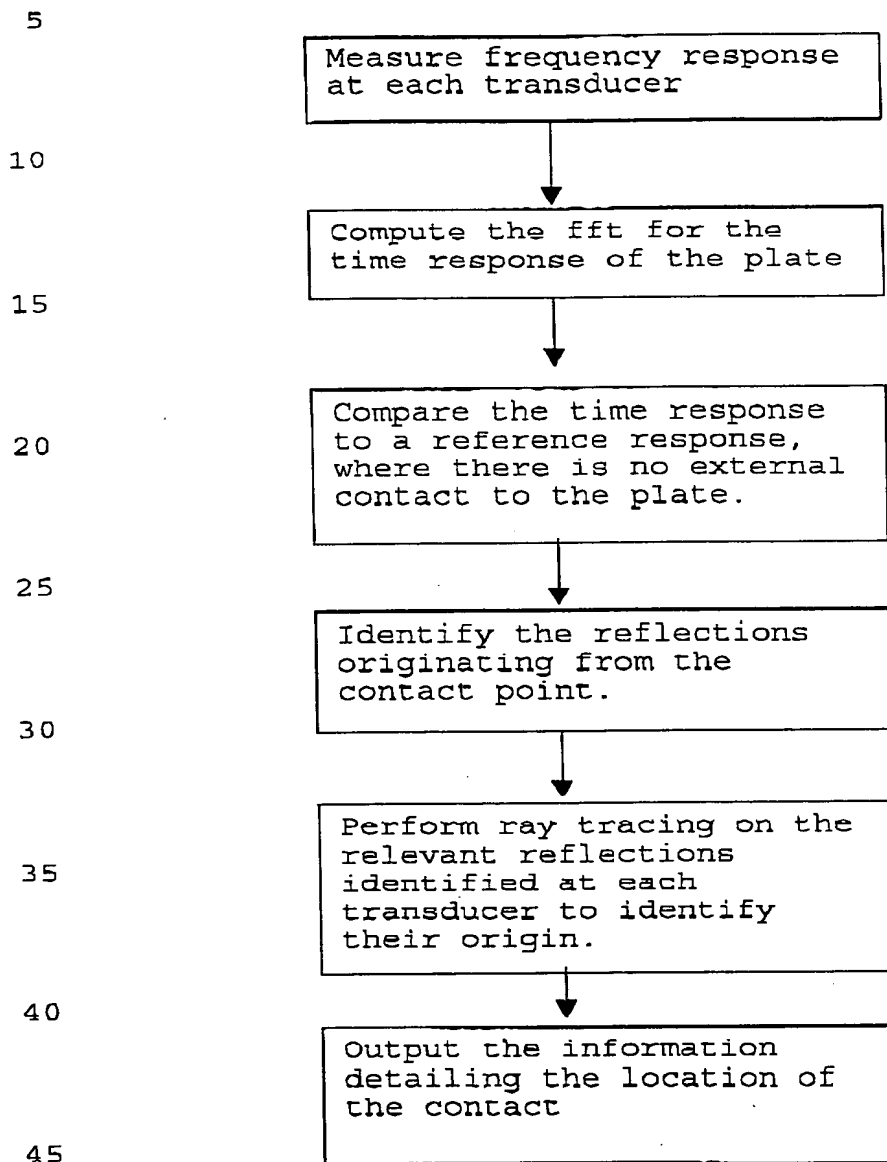 5
Measure frequency response
at each transducer
10
Compute the fft for the
time response of the plate
15
Compare the time response
20
to a reference response,
where there is no external
contact to the plate.
25
Identify the reflections
originating from the
contact point.
30
Perform ray tracing on the
relevant reflections
35
identified at each
transducer to identify
their origin.
40
Output the information
detailing the location of
the contact
45